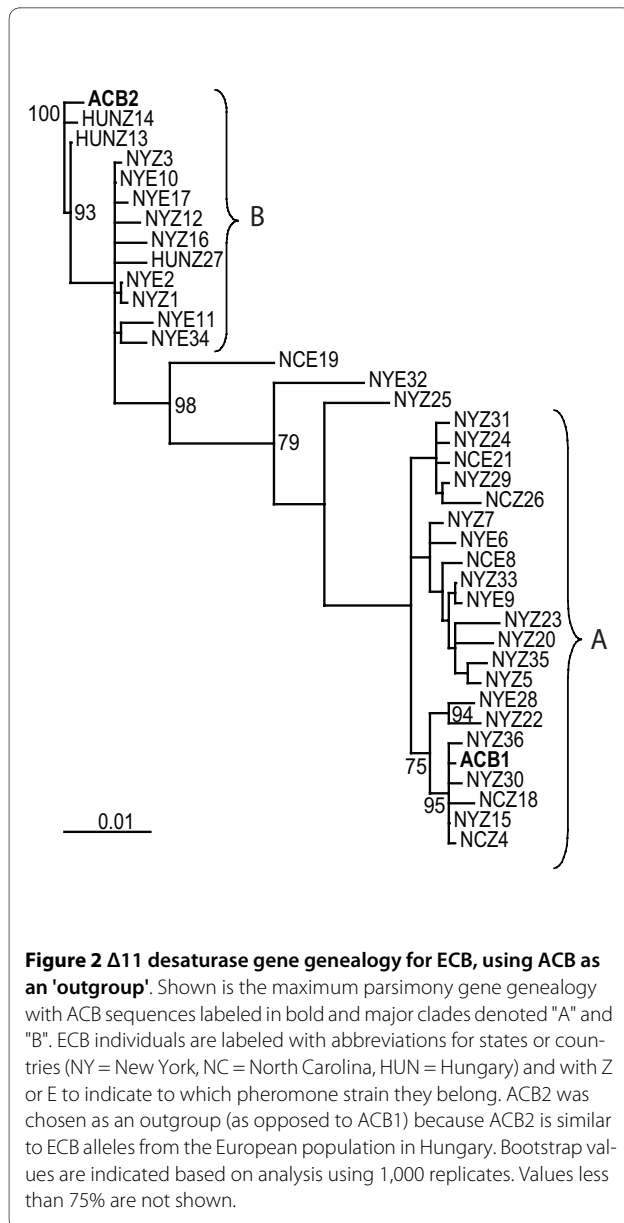 ACB2
100
HUNZ14
HUNZ13
NYZ3
NYE10
NYE17
93
NYZ12
B
NYZ16
HUNZ27
NYE2
NYZ1
NYE11
NYE34
NCE19
NYE32
98
NYZ25
79
NYZ31
NYZ24
NCE21
NYZ29
NCZ26
NYZ7
NYE6
NCE8
NYZ33
NYE9
NYZ23
A
NYZ20
NYZ35
NYZ5
NYE28
94
NYZ22
NYZ36
75
ACB1
NYZ30
95
NCZ18
0.01
NYZ15
NCZ4
Figure 2 Δ11 desaturase gene genealogy for ECB, using ACB as
an 'outgroup'. Shown is the maximum parsimony gene genealogy
with ACB sequences labeled in bold and major clades denoted "A" and
"B". ECB individuals are labeled with abbreviations for states or coun-
tries (NY = New York, NC = North Carolina, HUN = Hungary) and with Z
or E to indicate to which pheromone strain they belong. ACB2 was
chosen as an outgroup (as opposed to ACB1) because ACB2 is similar
to ECB alleles from the European population in Hungary. Bootstrap val-
ues are indicated based on analysis using 1,000 replicates. Values less
than 75% are not shown.